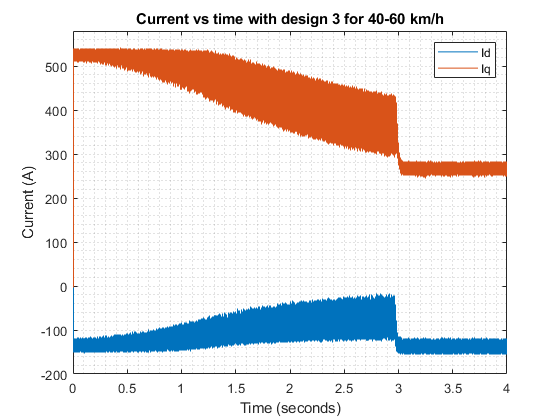 Current vs time with design 3 for 40-60 km/h
Id
Iq
Current (A)
500
400
300
200
100
0
-100
-200
0 0.5 1 1.5 2 2.5 3 3.5 4
Time (seconds)